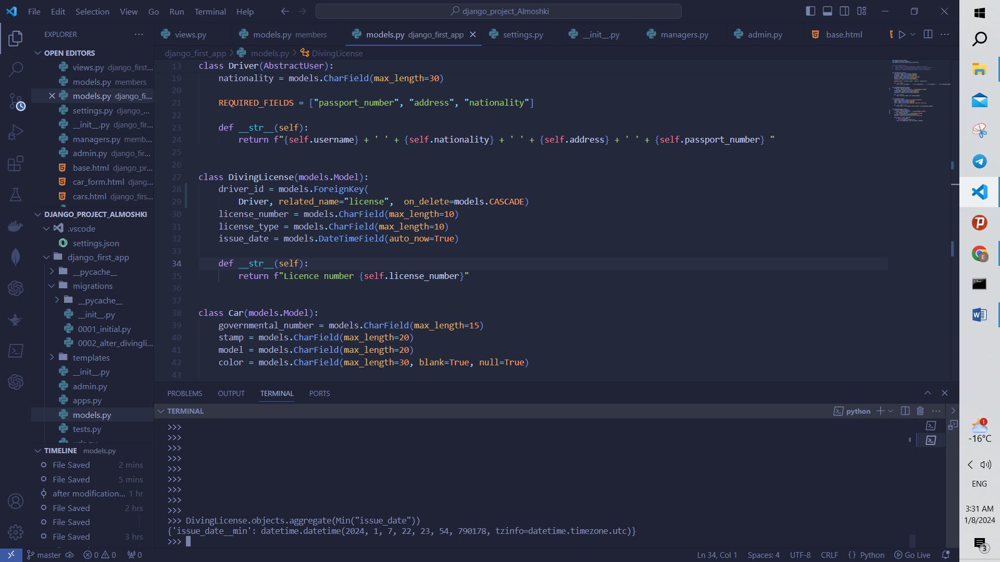 File Edit Selection View Go Run Terminal Help
django_project_Almoshki
EXPLORER
views.py
models.py members
models.py django_first_app
settings.py
__init__.py
managers.py
admin.py
base.html
OPEN EDITORS
views.py django_first...
models.py members
models.py django_fi...
settings.py django_...
__init__.py django_fir...
managers.py memb...
admin.py django_fir...
base.html django_pr...
car_form.html djang...
cars.html django_firs...
DJANGO_PROJECT_ALMOSHKI
.vscode
settings.json
django_first_app
__pycache__
migrations
__pycache__
__init__.py
0001_initial.py
0002_alter_divingli...
templates
__init__.py
admin.py
apps.py
models.py
tests.py
TIMELINE models.py
File Saved 2 mins
File Saved 5 mins
after modification... 1 hr
File Saved 2 hrs
File Saved
File Saved 3 hrs
django_first_app > models.py > DivingLicense
13 class Driver(AbstractUser):
19 nationality = models.CharField(max_length=30)
20
21 REQUIRED_FIELDS = ["passport_number", "address", "nationality"]
22
23 def __str__(self):
24 return f"{self.username} + ' ' + {self.nationality} + ' ' + {self.address} + ' ' + {self.passport_number} "
25
26
27 class DivingLicense(models.Model):
28 driver_id = models.ForeignKey(
29 Driver, related_name="license",  on_delete=models.CASCADE)
30 license_number = models.CharField(max_length=10)
31 license_type = models.CharField(max_length=10)
32 issue_date = models.DateTimeField(auto_now=True)
33
34 def __str__(self):
35 return f"Licence number {self.license_number}"
36
37
38 class Car(models.Model):
39 governmental_number = models.CharField(max_length=15)
40 stamp = models.CharField(max_length=20)
41 model = models.CharField(max_length=20)
42 color = models.CharField(max_length=30, blank=True, null=True)
43
PROBLEMS OUTPUT TERMINAL PORTS
TERMINAL
python
>>>
>>>
>>>
>>>
>>>
>>>
>>>
>>>
>>>
>>> DivingLicense.objects.aggregate(Min("issue_date"))
{'issue_date__min': datetime.datetime(2024, 1, 7, 22, 23, 54, 790178, tzinfo=datetime.timezone.utc)}
>>>
master 0 0 0
Ln 34, Col 1 Spaces: 4 UTF-8 CRLF {} Python Go Live
E
1
-16°C
ENG
3:31 AM
1/8/2024
3